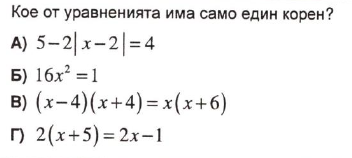 Кое от уравненията има само един корен?
А) 5−2|x−2|=4
Б) 16x²=1
В) (x−4)(x+4)=x(x+6)
Г) 2(x+5)=2x−1